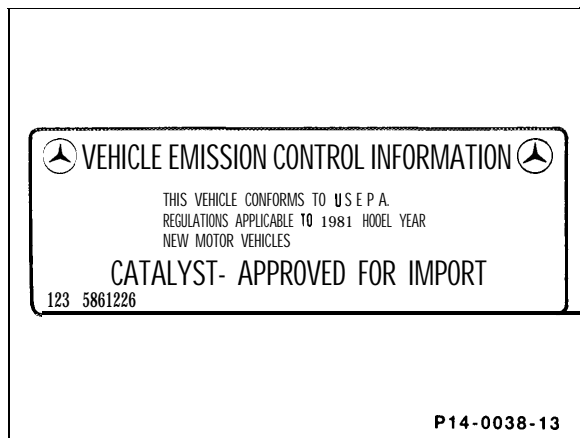 VEHICLE EMISSION CONTROL INFORMATION
THIS VEHICLE CONFORMS TO U S E P A.
REGULATIONS APPLICABLE TO 1981 HOOEL YEAR
NEW MOTOR VEHICLES
CATALYST- APPROVED FOR IMPORT
123 5861226
P14-0038-13